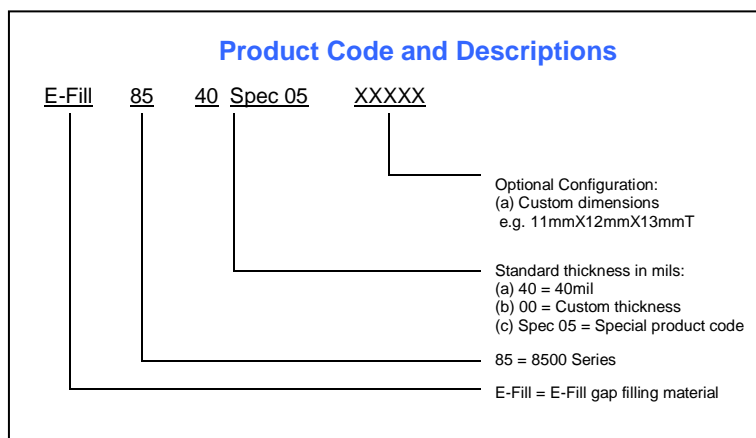 Product Code and Descriptions
E-Fill 85 40 Spec 05 XXXXX
Optional Configuration:
(a) Custom dimensions
e.g. 11mmX12mmX13mmT
Standard thickness in mils:
(a) 40 = 40mil
(b) 00 = Custom thickness
(c) Spec 05 = Special product code
85 = 8500 Series
E-Fill = E-Fill gap filling material